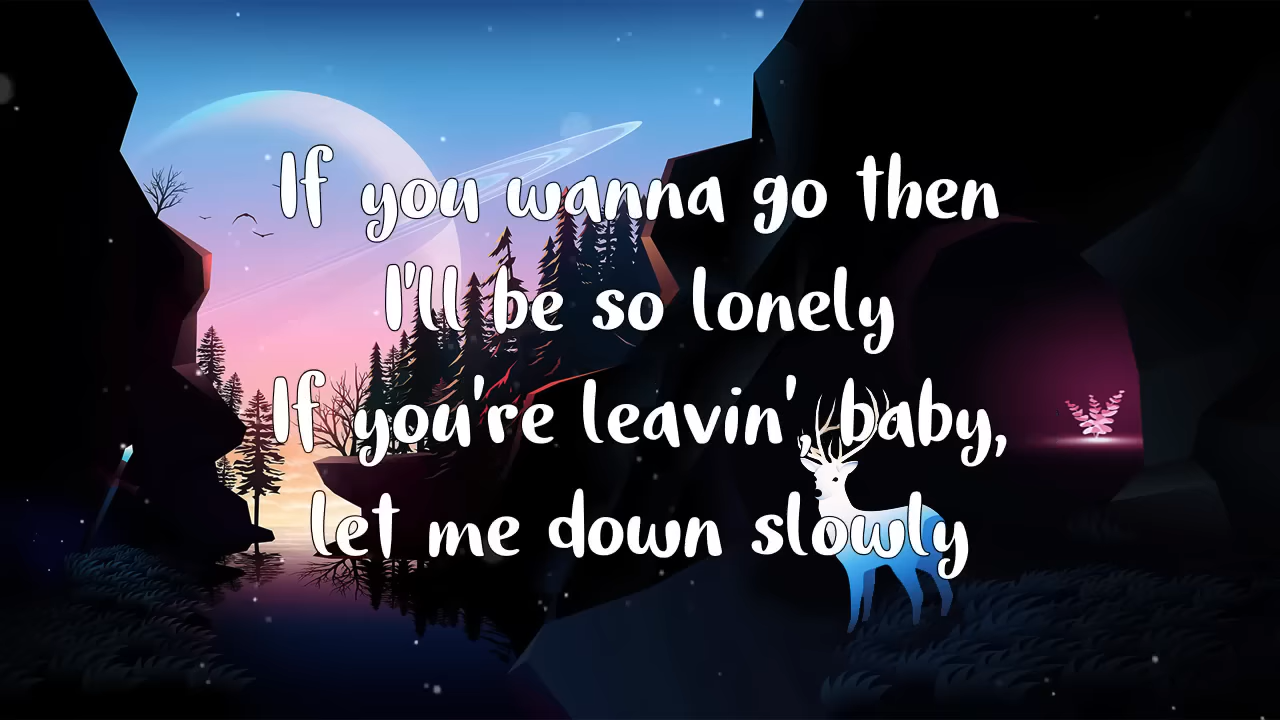 If you wanna go then
I'll be so lonely
If you're leavin', baby,
let me down slowly